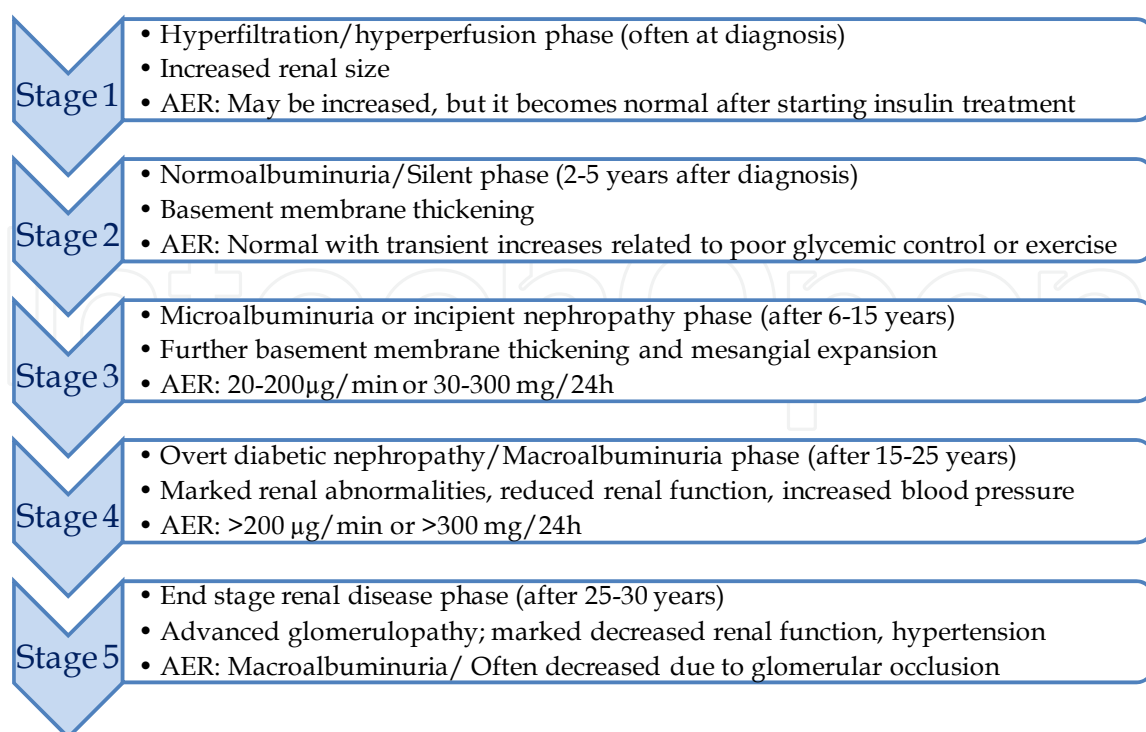 Stage 1
• Hyperfiltration/hyperperfusion phase (often at diagnosis)
• Increased renal size
• AER: May be increased, but it becomes normal after starting insulin treatment
Stage 2
• Normoalbuminuria/Silent phase (2-5 years after diagnosis)
• Basement membrane thickening
• AER: Normal with transient increases related to poor glycemic control or exercise
Stage 3
• Microalbuminuria or incipient nephropathy phase (after 6-15 years)
• Further basement membrane thickening and mesangial expansion
• AER: 20-200µg/min or 30-300 mg/24h
Stage 4
• Overt diabetic nephropathy/Macroalbuminuria phase (after 15-25 years)
• Marked renal abnormalities, reduced renal function, increased blood pressure
• AER: >200 µg/min or >300 mg/24h
Stage 5
• End stage renal disease phase (after 25-30 years)
• Advanced glomerulopathy; marked decreased renal function, hypertension
• AER: Macroalbuminuria/ Often decreased due to glomerular occlusion
IntechOpen